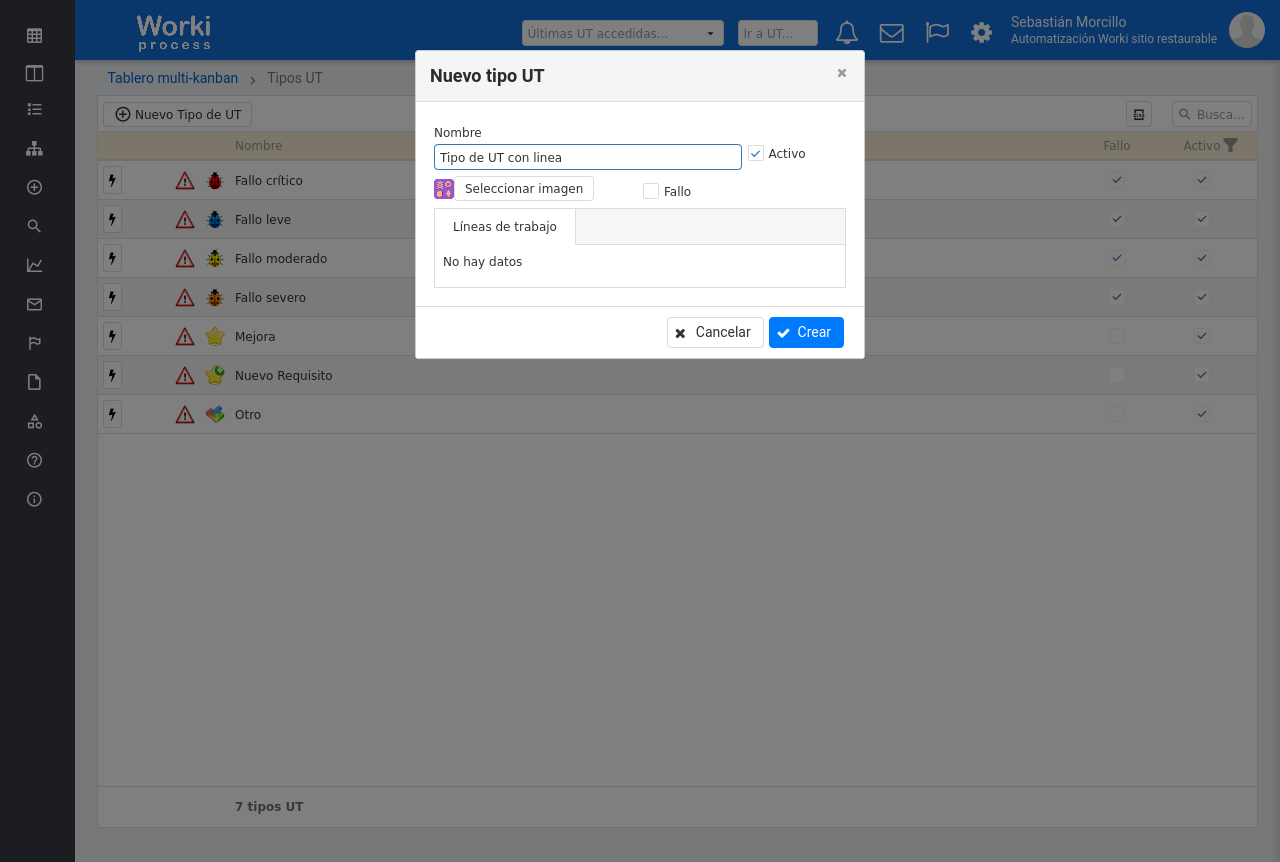 Worki
process
Últimas UT accedidas...
Ir a UT...
Sebastián Morcillo
Automatización Worki sitio restaurable
Tablero multi-kanban > Tipos UT
Nuevo Tipo de UT
Busca...
Nombre
Fallo
Activo
Fallo crítico
Fallo leve
Fallo moderado
Fallo severo
Mejora
Nuevo Requisito
Otro
7 tipos UT
Nuevo tipo UT
Nombre
Tipo de UT con linea
Activo
Seleccionar imagen
Fallo
Líneas de trabajo
No hay datos
Cancelar
Crear